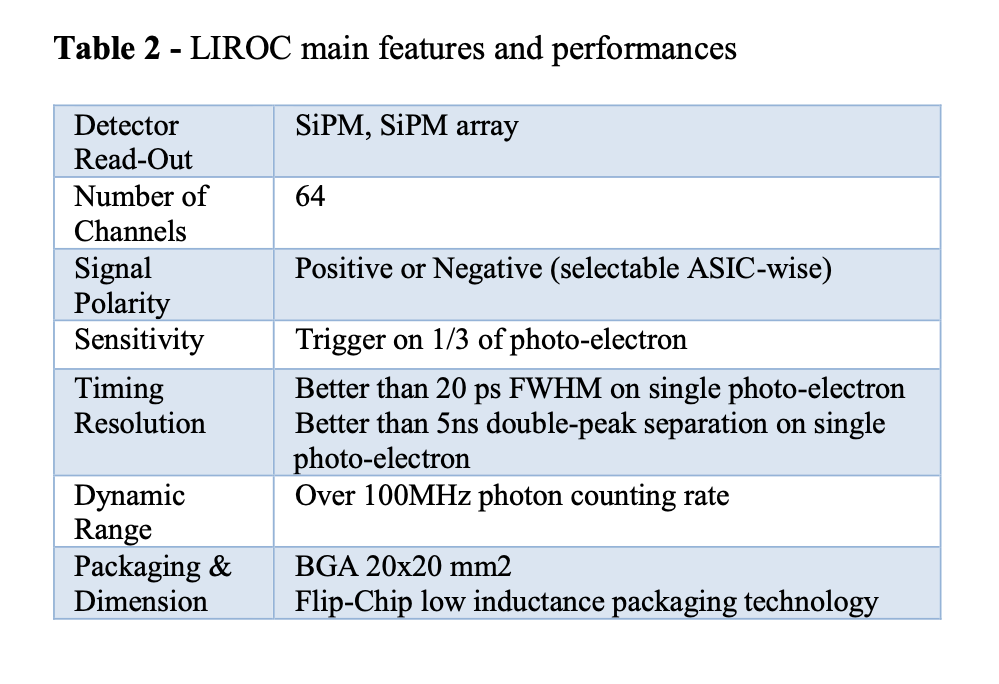 Table 2 - LIROC main features and performances
Detector
Read-Out
SiPM, SiPM array
Number of
Channels
64
Signal
Polarity
Positive or Negative (selectable ASIC-wise)
Sensitivity
Trigger on 1/3 of photo-electron
Timing
Resolution
Better than 20 ps FWHM on single photo-electron
Better than 5ns double-peak separation on single
photo-electron
Dynamic
Range
Over 100MHz photon counting rate
Packaging &
Dimension
BGA 20x20 mm2
Flip-Chip low inductance packaging technology